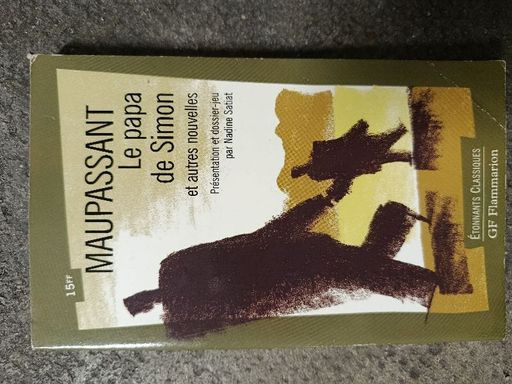 15FF
MAUPASSANT
Le papa
de Simon
et autres nouvelles
Présentation et dossier-jeu
par Nadine Satiat
ÉTONNANTS CLASSIQUES
GF Flammarion